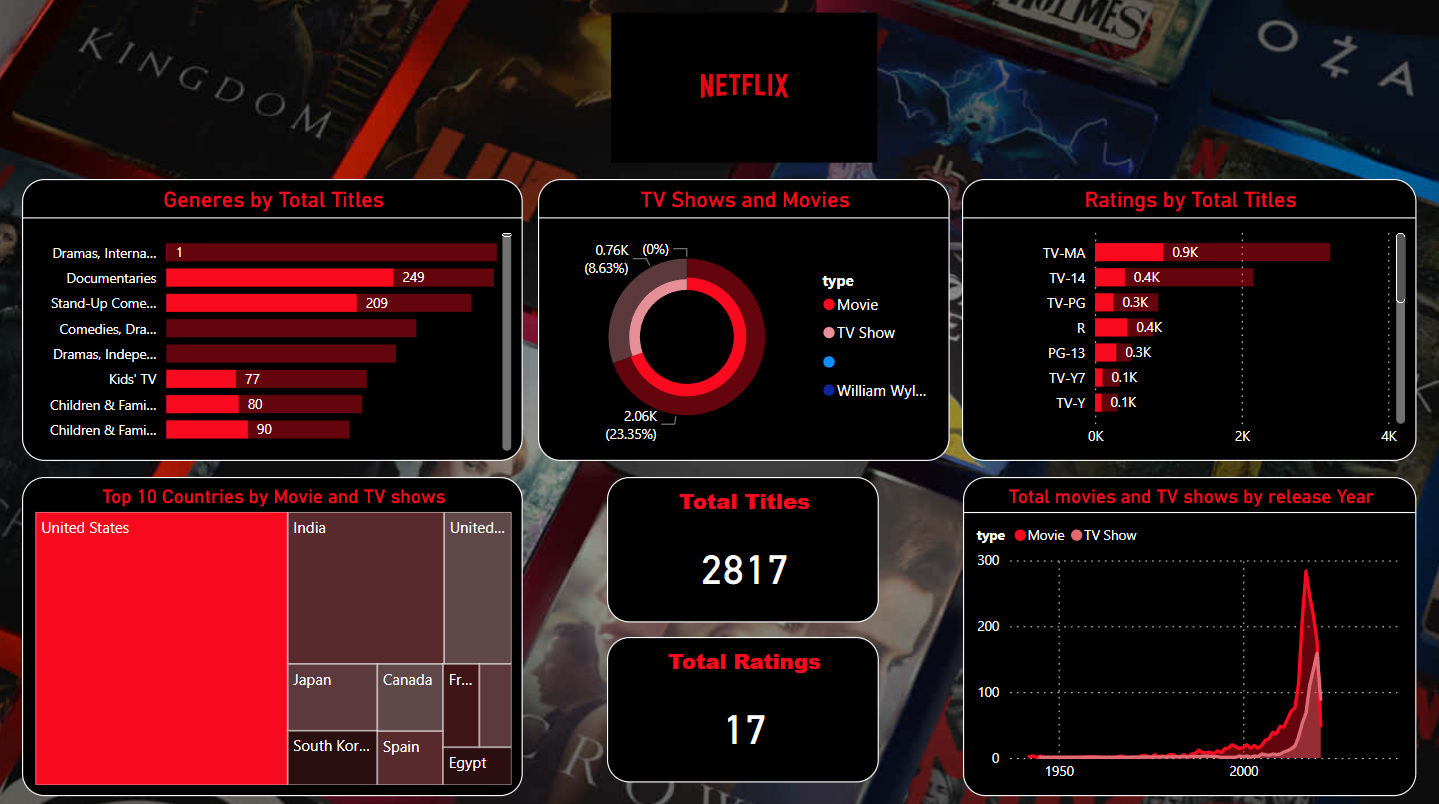 KINGDOM
HOLMES
OŻA
NETFLIX
Generes by Total Titles
Dramas, Interna... 1
Documentaries 249
Stand-Up Come... 209
Comedies, Dra...
Dramas, Indepe...
Kids' TV 77
Children & Fami... 80
Children & Fami... 90
TV Shows and Movies
0.76K (0%)
(8.63%)
2.06K
(23.35%)
type
Movie
TV Show
William Wyl...
Ratings by Total Titles
TV-MA 0.9K
TV-14 0.4K
TV-PG 0.3K
R 0.4K
PG-13 0.3K
TV-Y7 0.1K
TV-Y 0.1K
0K 2K 4K
Top 10 Countries by Movie and TV shows
United States India United...
Japan Canada Fr...
South Kor... Spain Egypt
Total Titles
2817
Total Ratings
17
Total movies and TV shows by release Year
type Movie TV Show
300
200
100
0
1950 2000